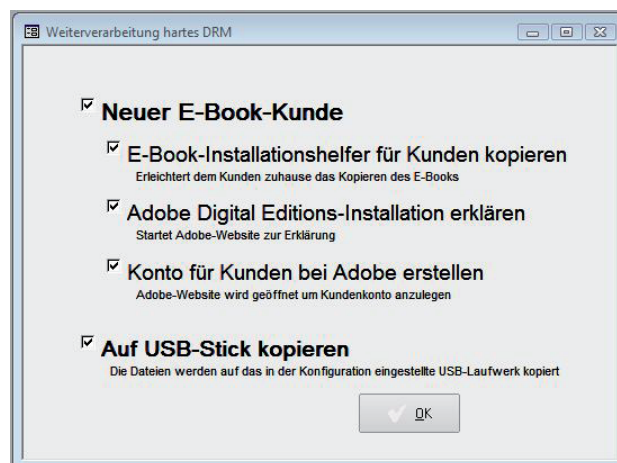 Weiterverarbeitung hartes DRM
Neuer E-Book-Kunde
E-Book-Installationshelfer für Kunden kopieren
Erleichtert dem Kunden zuhause das Kopieren des E-Books
Adobe Digital Editions-Installation erklären
Startet Adobe-Website zur Erklärung
Konto für Kunden bei Adobe erstellen
Adobe-Website wird geöffnet um Kundenkonto anzulegen
Auf USB-Stick kopieren
Die Dateien werden auf das in der Konfiguration eingestellte USB-Laufwerk kopiert
OK